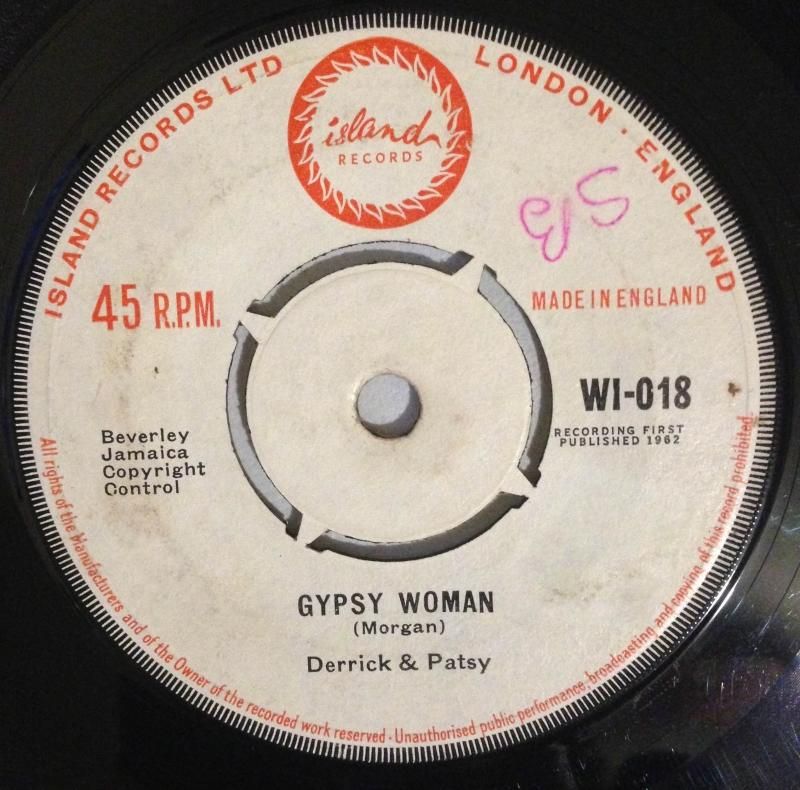 ISLAND RECORDS LTD
LONDON · ENGLAND
island
RECORDS
45 R.P.M.
MADE IN ENGLAND
WI-018
RECORDING FIRST
PUBLISHED 1962
Beverley
Jamaica
Copyright
Control
GYPSY WOMAN
(Morgan)
Derrick & Patsy
All rights of the Manufacturers and of the Owner of the recorded work reserved · Unauthorised public performance, broadcasting and copying of this record prohibited.